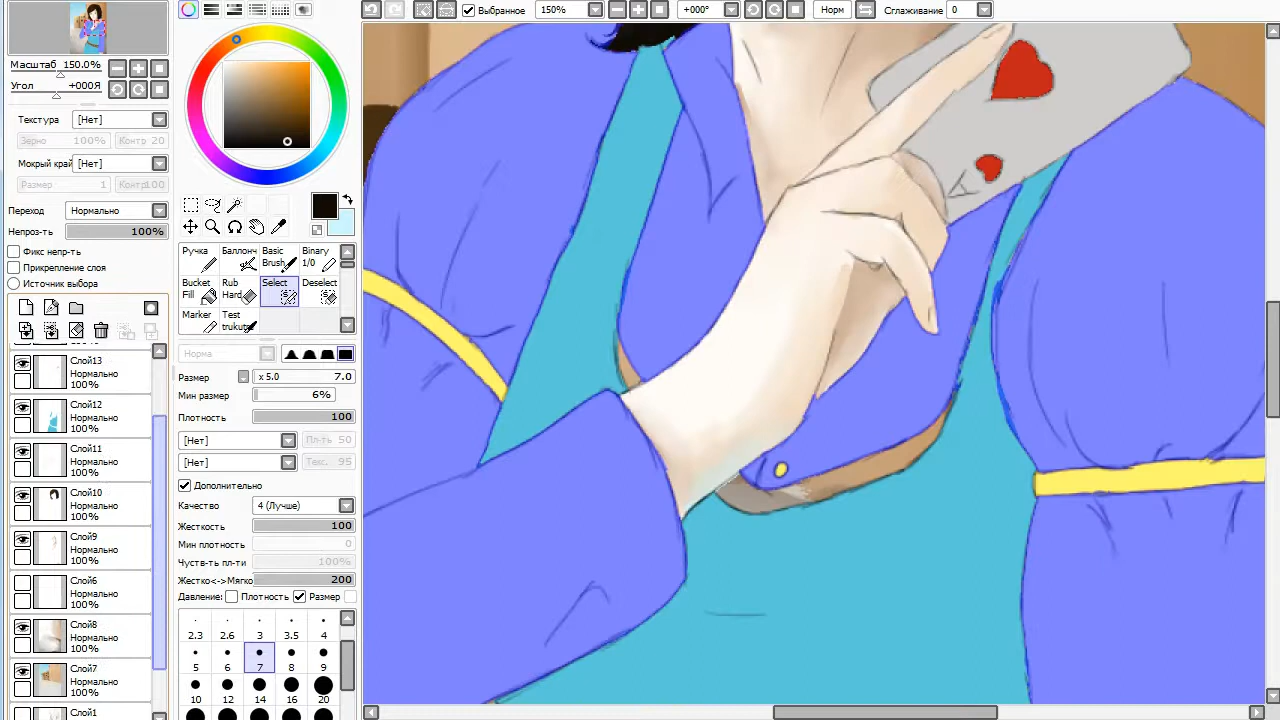 Выбранное 150% +000° Норм Сглаживание 0
Масштаб 150.0%
Угол +000Я
Текстура [Нет]
Зерно 100% Контр 20
Мокрый край [Нет]
Размер 1 Контр100
Переход Нормально
Непроз-ть 100%
Фикс непр-ть
Прикрепление слоя
Источник выбора
Слой13
Нормально
100%
Слой12
Нормально
100%
Слой11
Нормально
100%
Слой10
Нормально
100%
Слой9
Нормально
100%
Слой6
Нормально
100%
Слой8
Нормально
100%
Слой7
Нормально
100%
Слой1
Ручка Баллонч Basic Brush Binary 1/0
Bucket Fill Rub Hard Select Deselect
Marker Test trukuta
Норма
Размер x 5.0 7.0
Мин размер 6%
Плотность 100
[Нет] Пл-ть 50
[Нет] Текс. 95
Дополнительно
Качество 4 (Лучше)
Жесткость 100
Мин плотность 0
Чуств-ть пл-ти 100%
Жестко<->Мягко 200
Давление: Плотность Размер
2.3 2.6 3 3.5 4
5 6 7 8 9
10 12 14 16 20
A